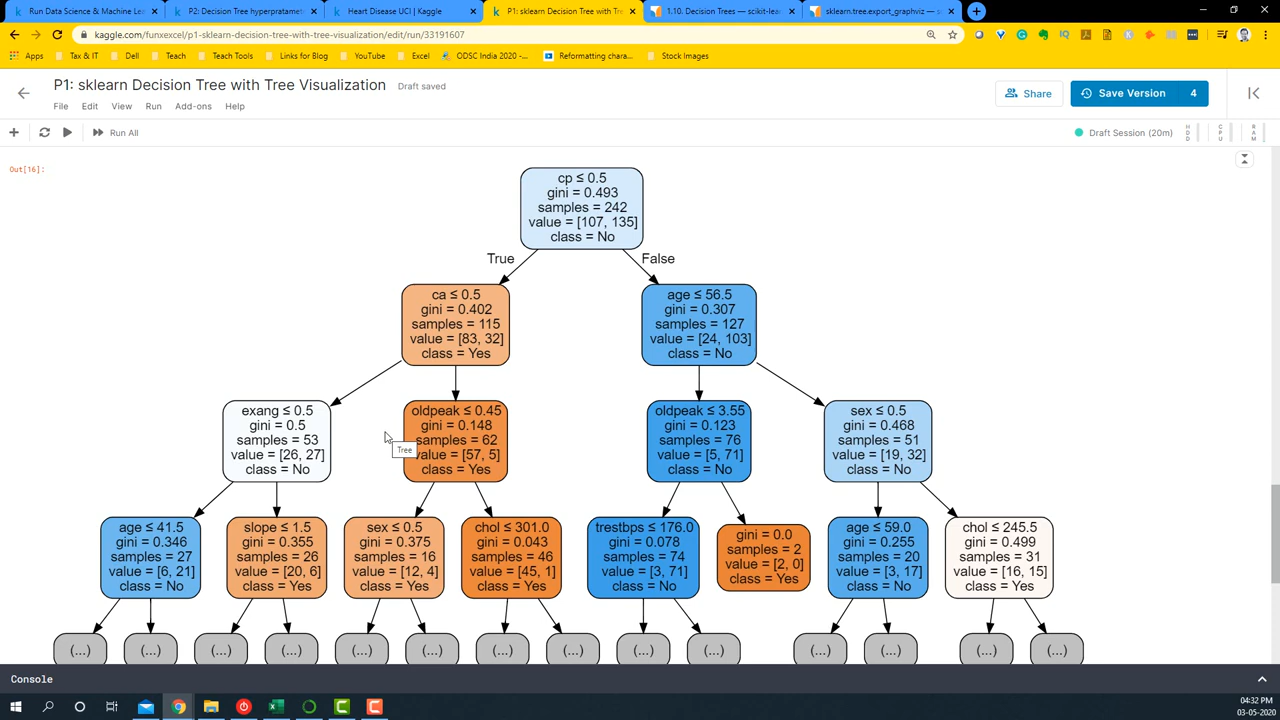 Run Data Science & Machine Le
P2: Decision Tree hyperpratamet
Heart Disease UCI | Kaggle
P1: sklearn Decision Tree with Tre
1.10. Decision Trees — scikit-lea
sklearn.tree.export_graphviz —
kaggle.com/funxexcel/p1-sklearn-decision-tree-with-tree-visualization/edit/run/33191607
Apps
Tax & IT
Dell
Teach
Teach Tools
Links for Blog
YouTube
Excel
ODSC India 2020 -...
Reformatting chara...
Stock Images
P1: sklearn Decision Tree with Tree Visualization
Draft saved
Share
Save Version
4
File
Edit
View
Run
Add-ons
Help
Run All
Draft Session (20m)
HDD
CPU
RAM
Out[16]:
cp ≤ 0.5
gini = 0.493
samples = 242
value = [107, 135]
class = No
True
False
ca ≤ 0.5
gini = 0.402
samples = 115
value = [83, 32]
class = Yes
age ≤ 56.5
gini = 0.307
samples = 127
value = [24, 103]
class = No
exang ≤ 0.5
gini = 0.5
samples = 53
value = [26, 27]
class = No
oldpeak ≤ 0.45
gini = 0.148
samples = 62
value = [57, 5]
class = Yes
Tree
oldpeak ≤ 3.55
gini = 0.123
samples = 76
value = [5, 71]
class = No
sex ≤ 0.5
gini = 0.468
samples = 51
value = [19, 32]
class = No
age ≤ 41.5
gini = 0.346
samples = 27
value = [6, 21]
class = No
slope ≤ 1.5
gini = 0.355
samples = 26
value = [20, 6]
class = Yes
sex ≤ 0.5
gini = 0.375
samples = 16
value = [12, 4]
class = Yes
chol ≤ 301.0
gini = 0.043
samples = 46
value = [45, 1]
class = Yes
trestbps ≤ 176.0
gini = 0.078
samples = 74
value = [3, 71]
class = No
gini = 0.0
samples = 2
value = [2, 0]
class = Yes
age ≤ 59.0
gini = 0.255
samples = 20
value = [3, 17]
class = No
chol ≤ 245.5
gini = 0.499
samples = 31
value = [16, 15]
class = Yes
(...)
(...)
(...)
(...)
(...)
(...)
(...)
(...)
(...)
(...)
(...)
(...)
(...)
(...)
Console
04:32 PM
03-05-2020